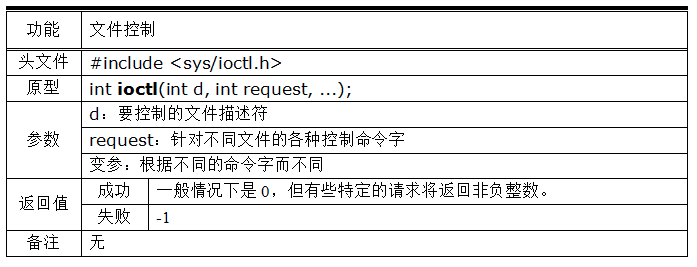 功能 文件控制
头文件 #include <sys/ioctl.h>
原型 int ioctl(int d, int request, ...);
参数 d：要控制的文件描述符
request：针对不同文件的各种控制命令字
变参：根据不同的命令字而不同
返回值 成功 一般情况下是 0，但有些特定的请求将返回非负整数。
失败 -1
备注 无